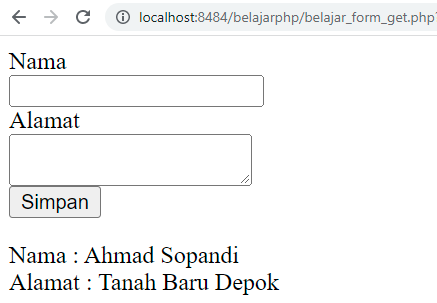 localhost:8484/belajarphp/belajar_form_get.php?
Nama
Alamat
Simpan
Nama : Ahmad Sopandi
Alamat : Tanah Baru Depok